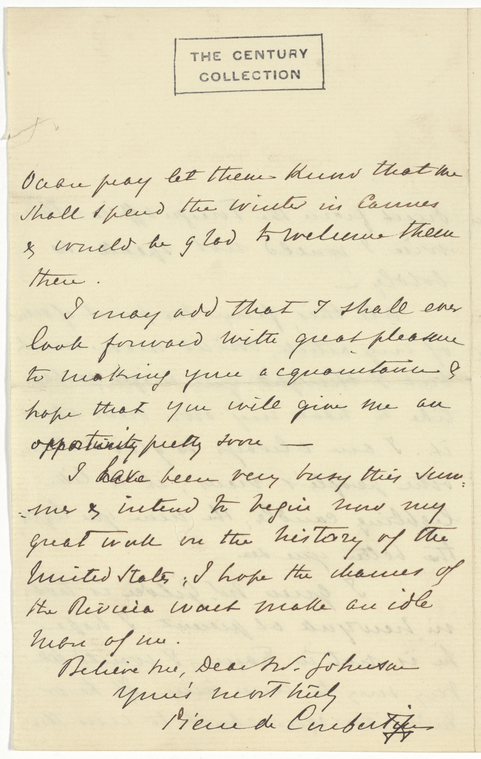 THE CENTURY
COLLECTION
Ocean pray let them know that we
shall spend the winter in Cannes
& would be glad to welcome them
there.
I may add that I shall ever
look forward with great pleasure
to making your acquaintance &
hope that you will give me an
opportunity pretty soon —
I have been very busy this sum-
-mer & intend to begin now my
great work on the history of the
United States; I hope the charms of
the Riviera wont make an idle
man of me.
Believe me, Dear Mr. Johnson
Yours most truly
Pierre de Coubertin